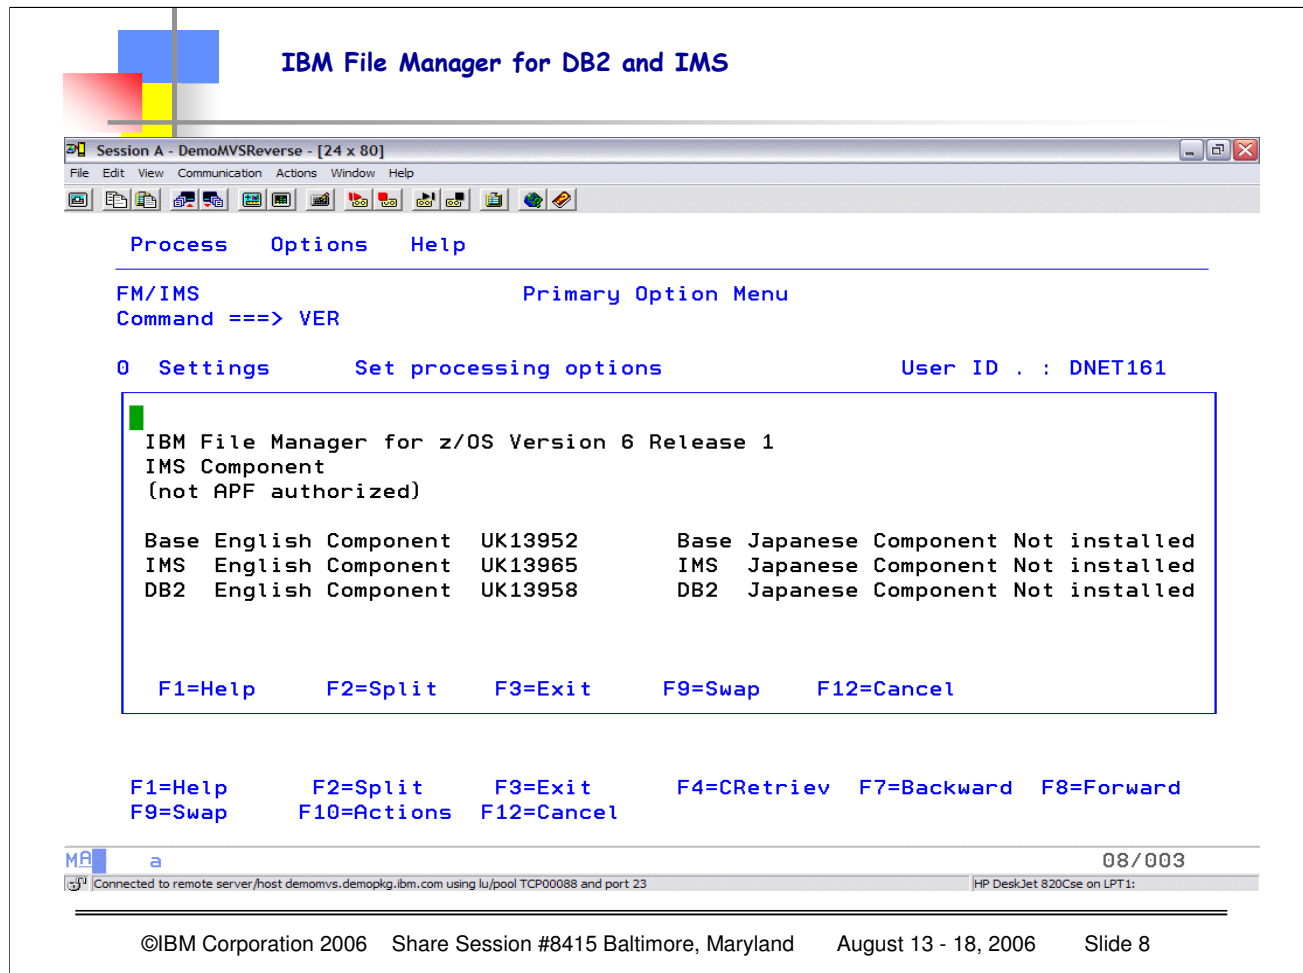 IBM File Manager for DB2 and IMS
Session A - DemoMVSReverse - [24 x 80]
File Edit View Communication Actions Window Help
Process Options Help
FM/IMS Primary Option Menu
Command ===> VER
0 Settings Set processing options User ID . : DNET161
IBM File Manager for z/OS Version 6 Release 1
IMS Component
(not APF authorized)
Base English Component UK13952 Base Japanese Component Not installed
IMS English Component UK13965 IMS Japanese Component Not installed
DB2 English Component UK13958 DB2 Japanese Component Not installed
F1=Help F2=Split F3=Exit F9=Swap F12=Cancel
F1=Help F2=Split F3=Exit F4=CRetriev F7=Backward F8=Forward
F9=Swap F10=Actions F12=Cancel
MA a 08/003
Connected to remote server/host demomvs.demopkg.ibm.com using lu/pool TCP00088 and port 23 HP DeskJet 820Cse on LPT1:
©IBM Corporation 2006 Share Session #8415 Baltimore, Maryland August 13 - 18, 2006 Slide 8